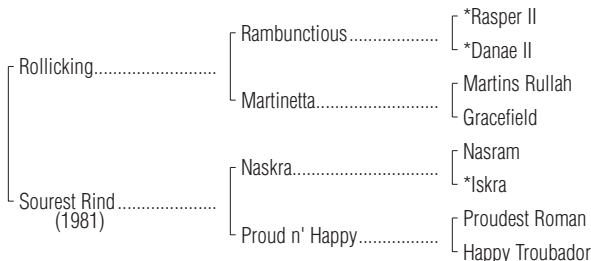 *Rasper II
Rambunctious....................
*Danae II
Rollicking...........................
Martins Rullah
Martinetta...........................
Gracefield
Nasram
Naskra................................
*Iskra
Sourest Rind......................
(1981)
Proudest Roman
Proud n' Happy..................
Happy Troubador